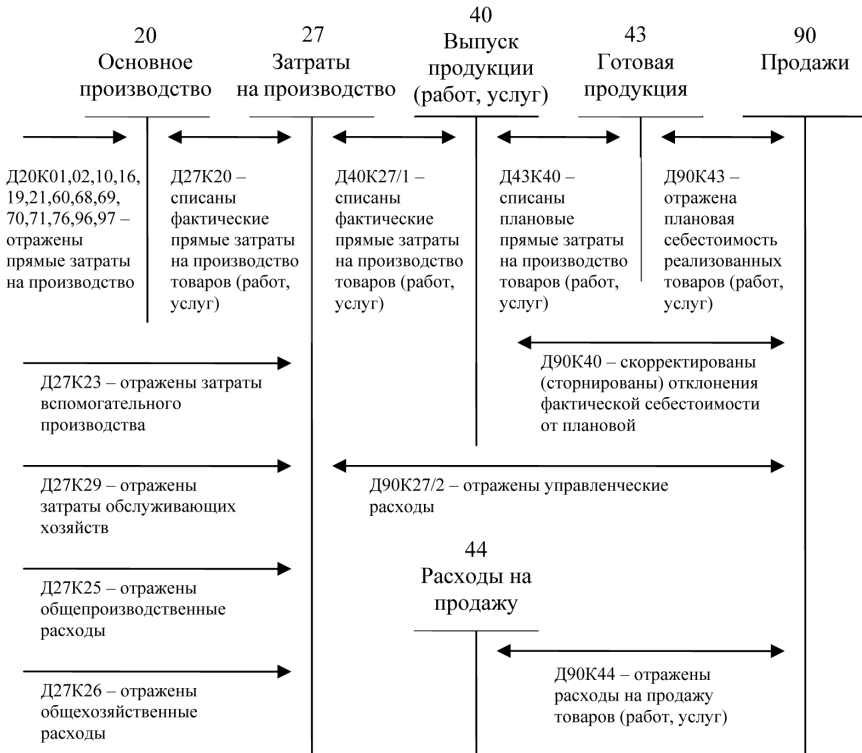 20
Основное
производство
27
Затраты
на производство
40
Выпуск
продукции
(работ, услуг)
43
Готовая
продукция
90
Продажи
Д20К01,02,10,16,
19,21,60,68,69,
70,71,76,96,97 –
отражены
прямые затраты
на производство
Д27К20 –
списаны
фактические
прямые затраты
на производство
товаров (работ,
услуг)
Д40К27/1 –
списаны
фактические
прямые затраты
на производство
товаров (работ,
услуг)
Д43К40 –
списаны
плановые
прямые затраты
на производство
товаров (работ,
услуг)
Д90К43 –
отражена
плановая
себестоимость
реализованных
товаров (работ,
услуг)
Д90К40 – скорректированы
(сторнированы) отклонения
фактической себестоимости
от плановой
Д27К23 – отражены затраты
вспомогательного
производства
Д27К29 – отражены
затраты обслуживающих
хозяйств
Д90К27/2 – отражены управленческие
расходы
44
Расходы на
продажу
Д27К25 – отражены
общепроизводственные
расходы
Д27К26 – отражены
общехозяйственные
расходы
Д90К44 – отражены
расходы на продажу
товаров (работ, услуг)